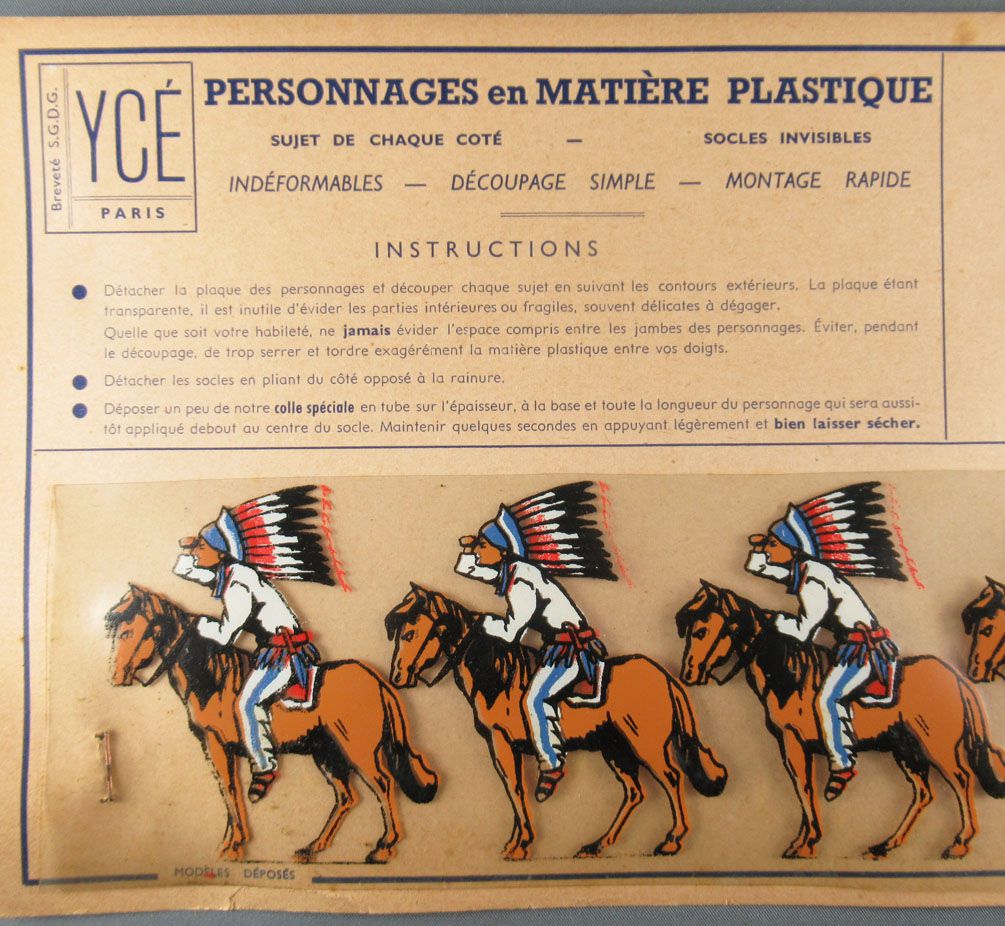 Breveté S.G.D.G.
YCÉ
PARIS
PERSONNAGES en MATIÈRE PLASTIQUE
SUJET DE CHAQUE COTÉ — SOCLES INVISIBLES
INDÉFORMABLES — DÉCOUPAGE SIMPLE — MONTAGE RAPIDE
INSTRUCTIONS
● Détacher la plaque des personnages et découper chaque sujet en suivant les contours extérieurs. La plaque étant
transparente, il est inutile d'évider les parties intérieures ou fragiles, souvent délicates à dégager.
Quelle que soit votre habileté, ne jamais évider l'espace compris entre les jambes des personnages. Éviter, pendant
le découpage, de trop serrer et tordre exagérément la matière plastique entre vos doigts.
● Détacher les socles en pliant du côté opposé à la rainure.
● Déposer un peu de notre colle spéciale en tube sur l'épaisseur, à la base et toute la longueur du personnage qui sera aussi-
tôt appliqué debout au centre du socle. Maintenir quelques secondes en appuyant légèrement et bien laisser sécher.
MODÈLES DÉPOSÉS